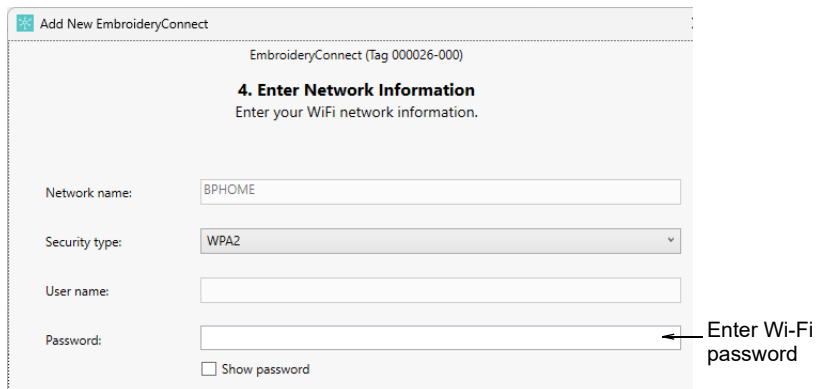 Add New EmbroideryConnect
EmbroideryConnect (Tag 000026-000)
4. Enter Network Information
Enter your WiFi network information.
Network name:
BPHOME
Security type:
WPA2
User name:
Password:
Enter Wi-Fi
password
Show password